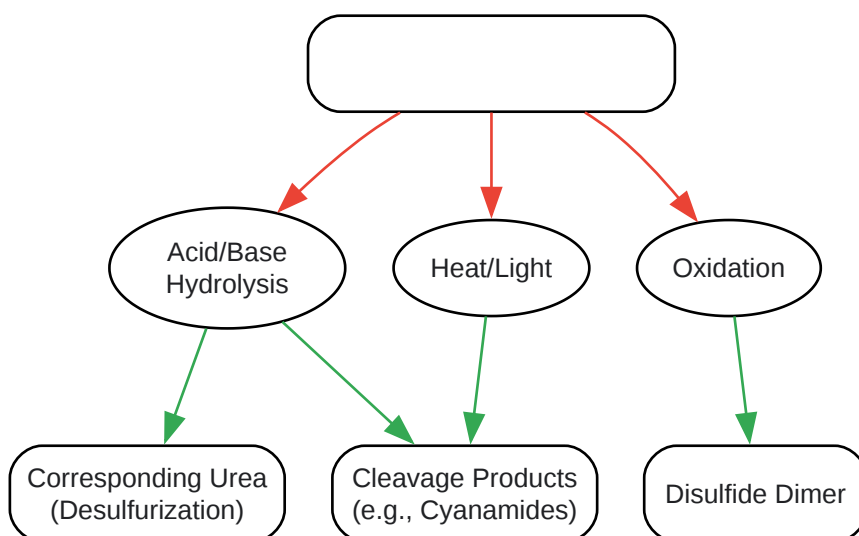 Acid/Base
Hydrolysis
Heat/Light
Oxidation
Corresponding Urea
(Desulfurization)
Cleavage Products
(e.g., Cyanamides)
Disulfide Dimer